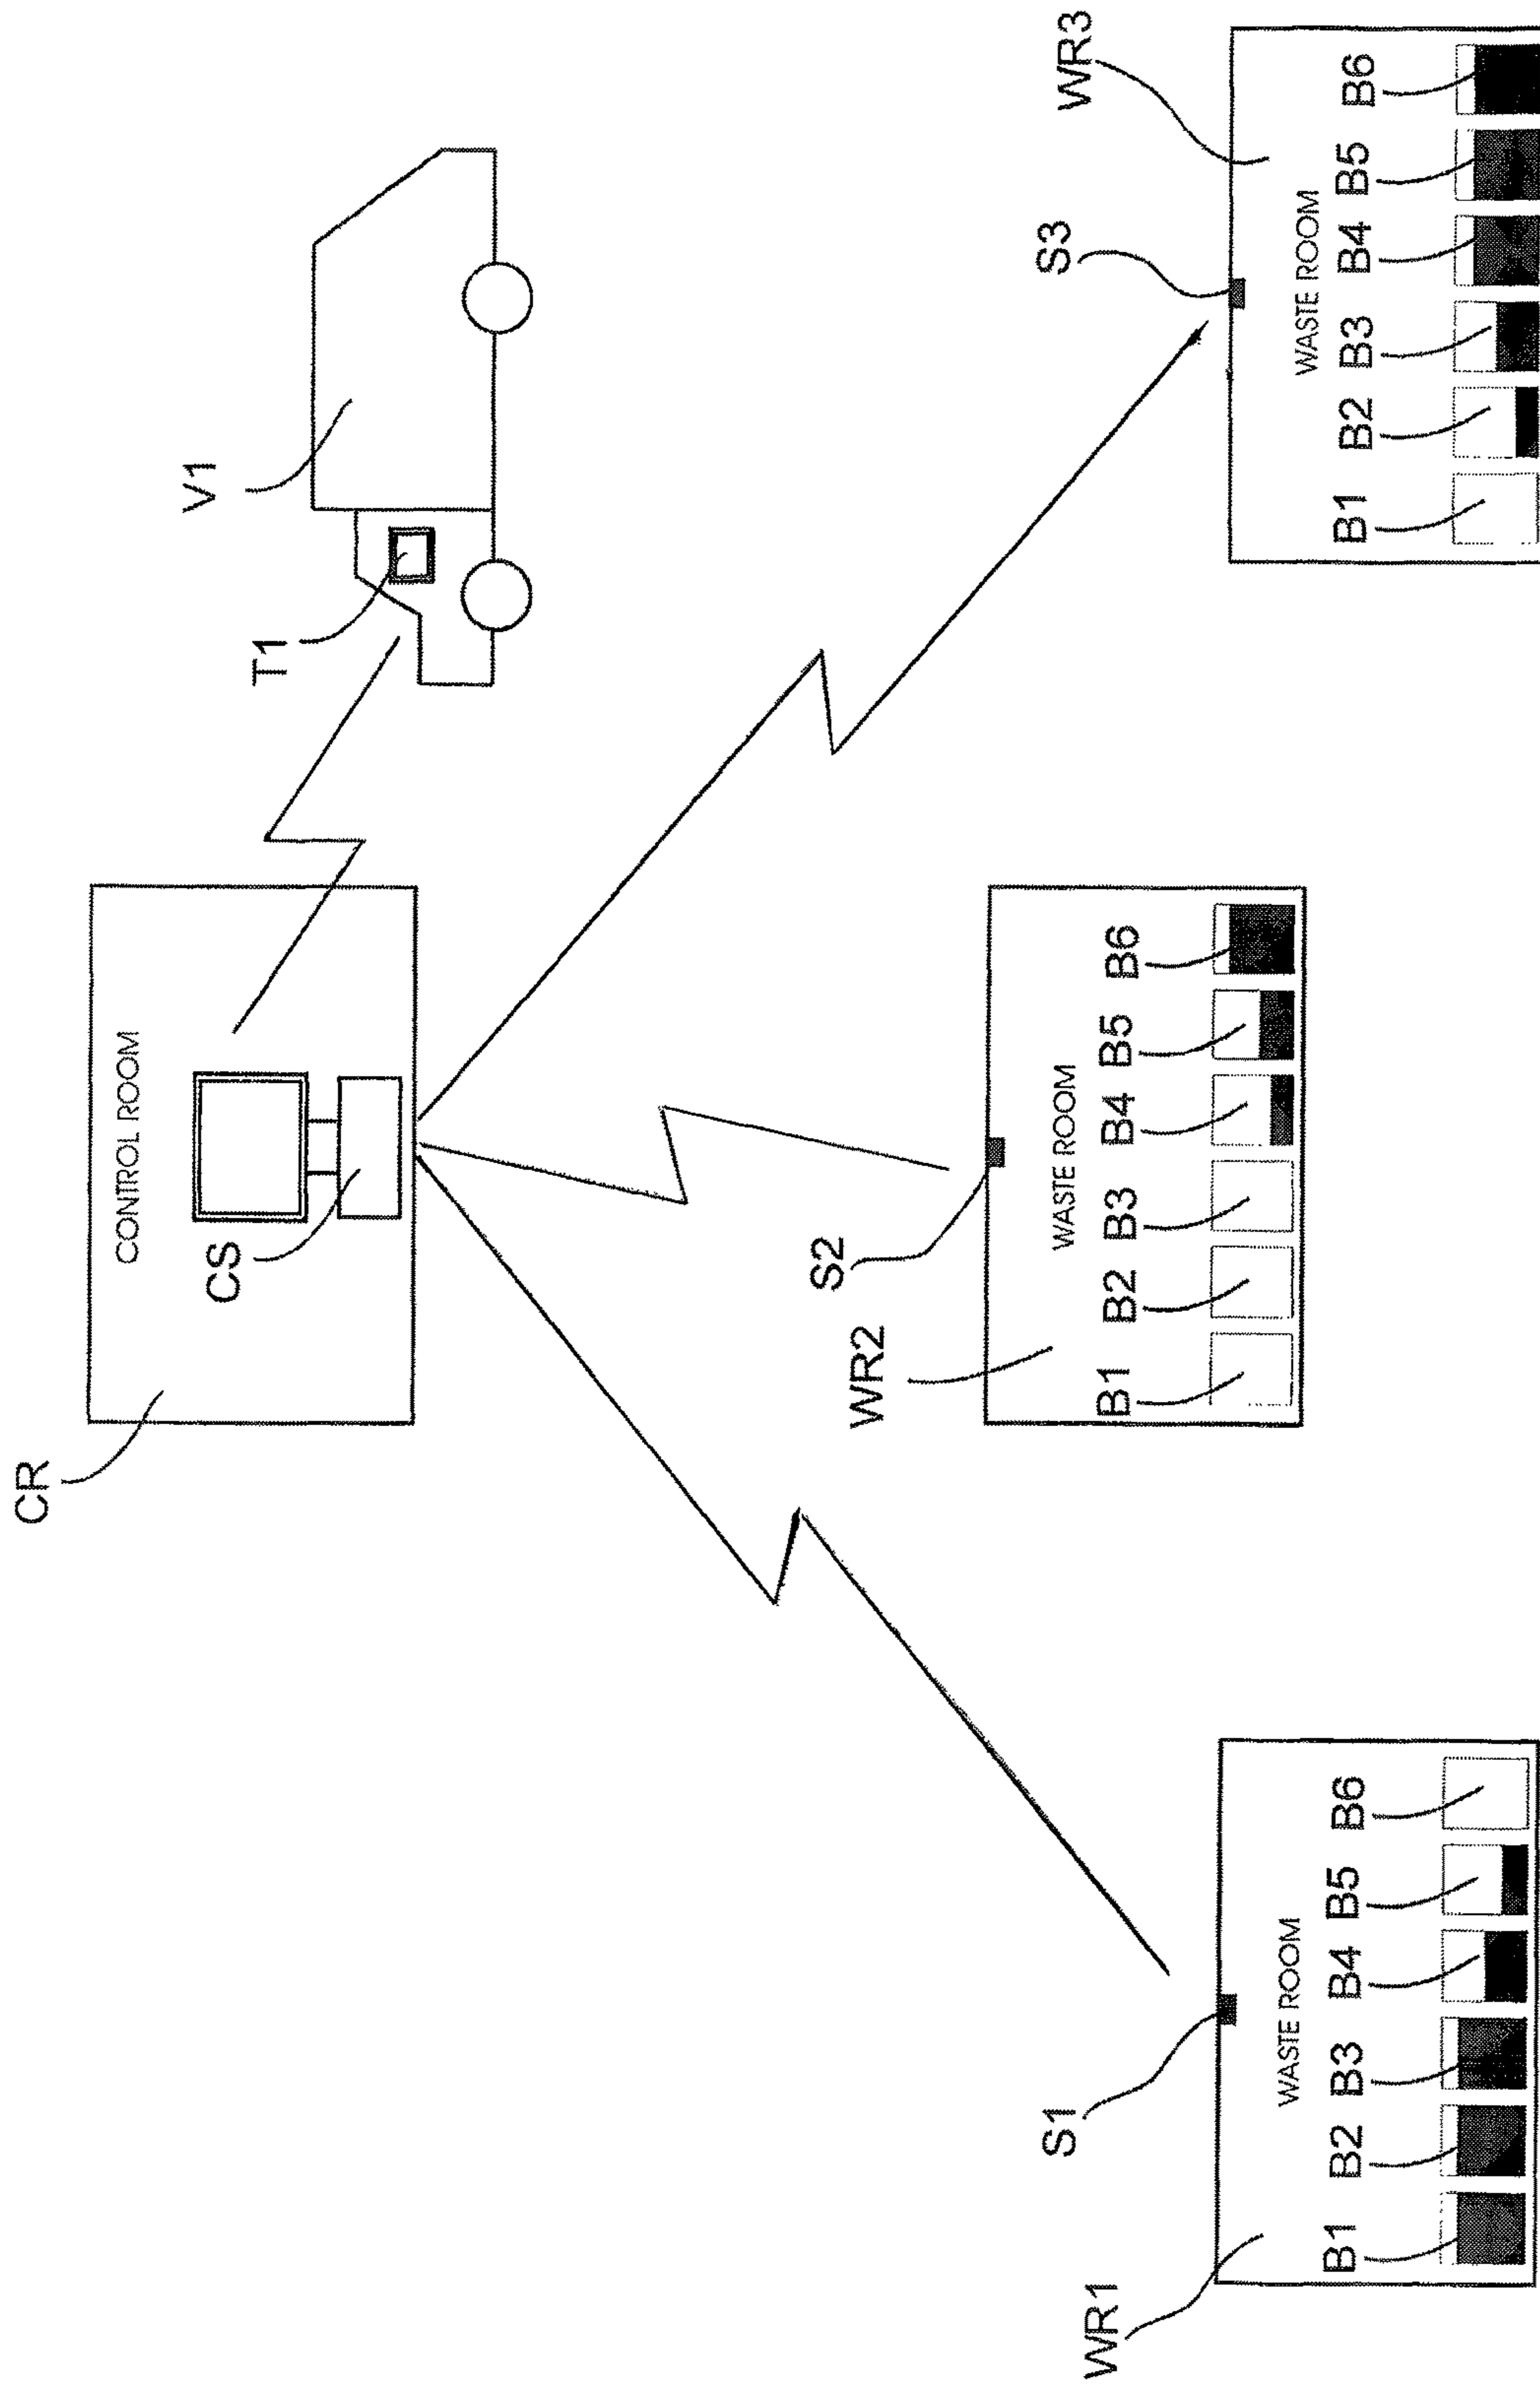 CR
CONTROL ROOM
CS
V1
T1
WR1
S1
WASTE ROOM
B1
B2
B3
B4
B5
B6
WR2
S2
WASTE ROOM
B1
B2
B3
B4
B5
B6
WR3
S3
WASTE ROOM
B1
B2
B3
B4
B5
B6